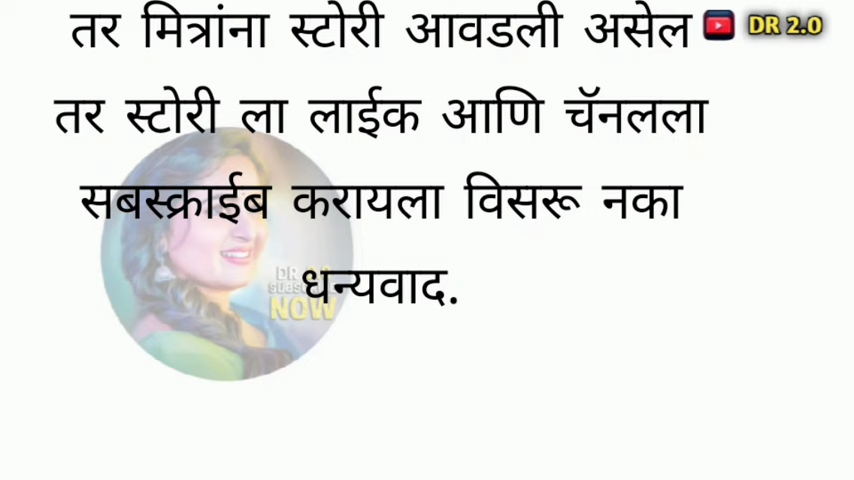 तर मित्रांना स्टोरी आवडली असेल
DR 2.0
तर स्टोरी ला लाईक आणि चॅनलला
सबस्क्राईब करायला विसरू नका
धन्यवाद.
DR
NOW